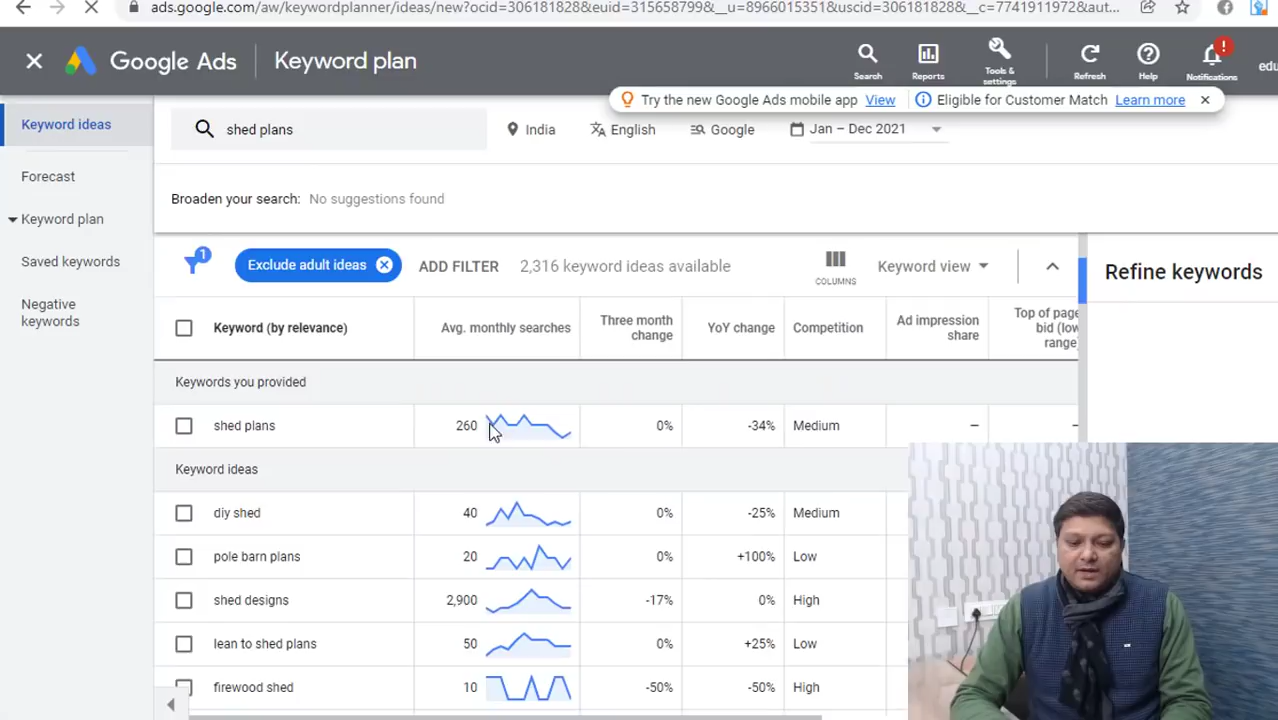 ads.google.com/aw/keywordplanner/ideas/new?ocid=306181828&euid=315658799&__u=8966015351&uscid=306181828&__c=7741911972&aut...
Google Ads
Keyword plan
Search
Reports
Tools & settings
Refresh
Help
!
Notifications
edu
Try the new Google Ads mobile app View
Eligible for Customer Match Learn more
Keyword ideas
Forecast
Keyword plan
Saved keywords
Negative keywords
shed plans
India
English
Google
Jan – Dec 2021
Broaden your search: No suggestions found
1
Exclude adult ideas
ADD FILTER
2,316 keyword ideas available
COLUMNS
Keyword view
Refine keywords
Keyword (by relevance) Avg. monthly searches Three month change YoY change Competition Ad impression share Top of page bid (low range)
Keywords you provided
shed plans 260 0% -34% Medium – –
Keyword ideas
diy shed 40 0% -25% Medium
pole barn plans 20 0% +100% Low
shed designs 2,900 -17% 0% High
lean to shed plans 50 0% +25% Low
firewood shed 10 -50% -50% High